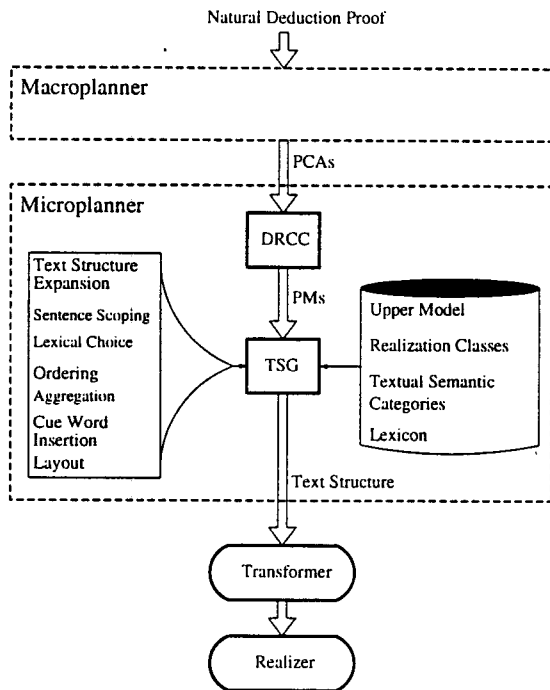 Natural Deduction Proof
Macroplanner
PCAs
Microplanner
DRCC
Text Structure
Expansion
Sentence Scoping
Lexical Choice
Ordering
Aggregation
Cue Word
Insertion
Layout
PMs
TSG
Upper Model
Realization Classes
Textual Semantic
Categories
Lexicon
Text Structure
Transformer
Realizer